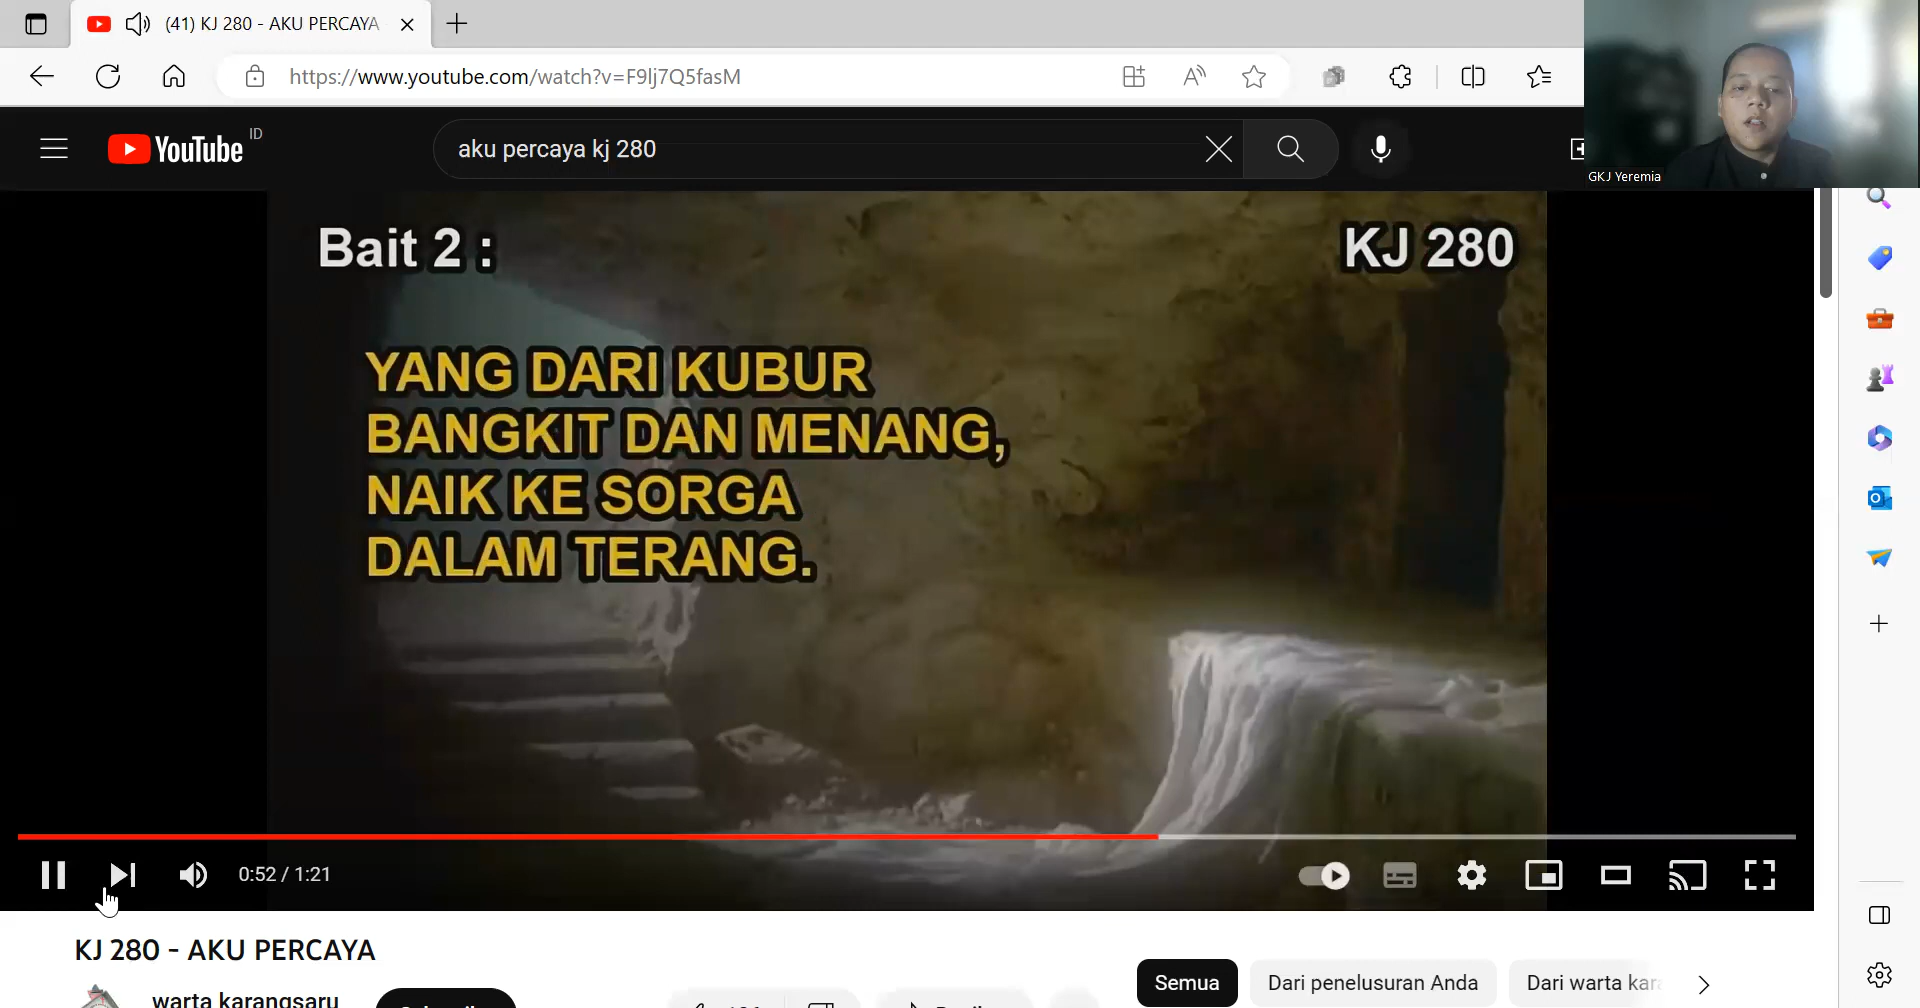 (41) KJ 280 - AKU PERCAYA
https://www.youtube.com/watch?v=F9lj7Q5fasM
YouTube ID
aku percaya kj 280
GKJ Yeremia
Bait 2 :
KJ 280
YANG DARI KUBUR
BANGKIT DAN MENANG,
NAIK KE SORGA
DALAM TERANG.
0:52 / 1:21
KJ 280 - AKU PERCAYA
Semua
Dari penelusuran Anda
Dari warta
warta karangsaru